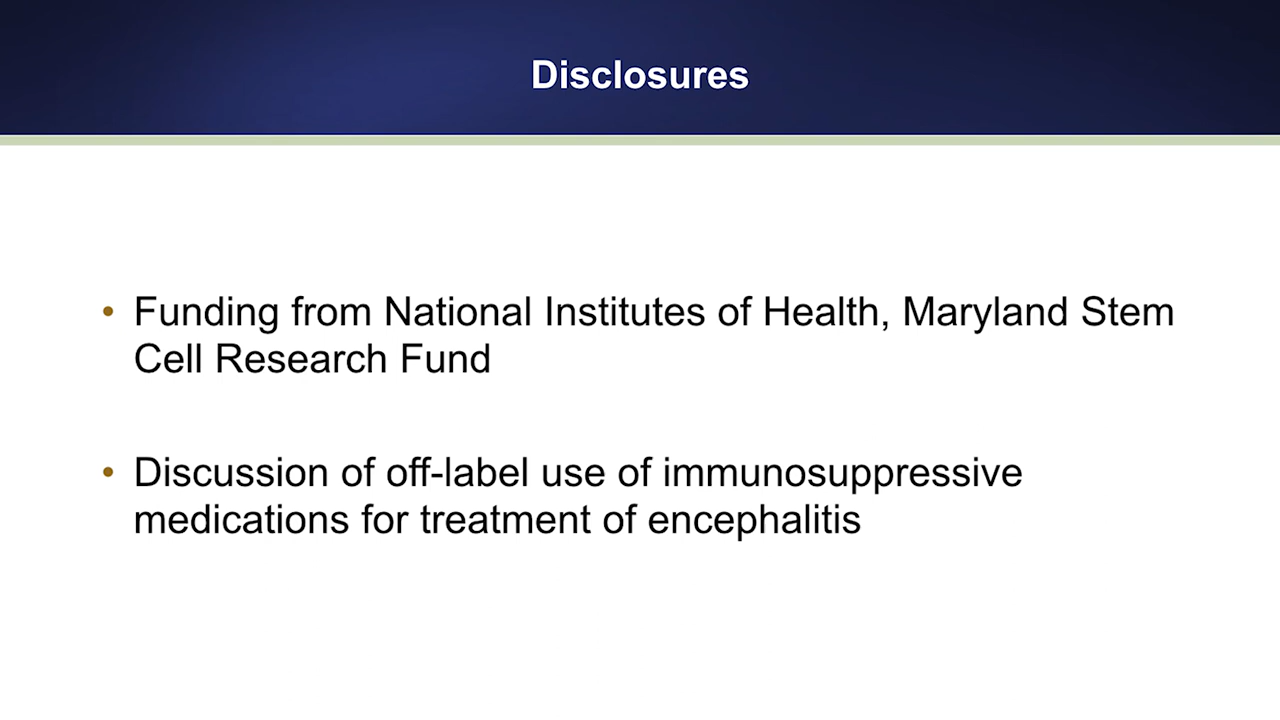 Disclosures
• Funding from National Institutes of Health, Maryland Stem
Cell Research Fund
• Discussion of off-label use of immunosuppressive
medications for treatment of encephalitis